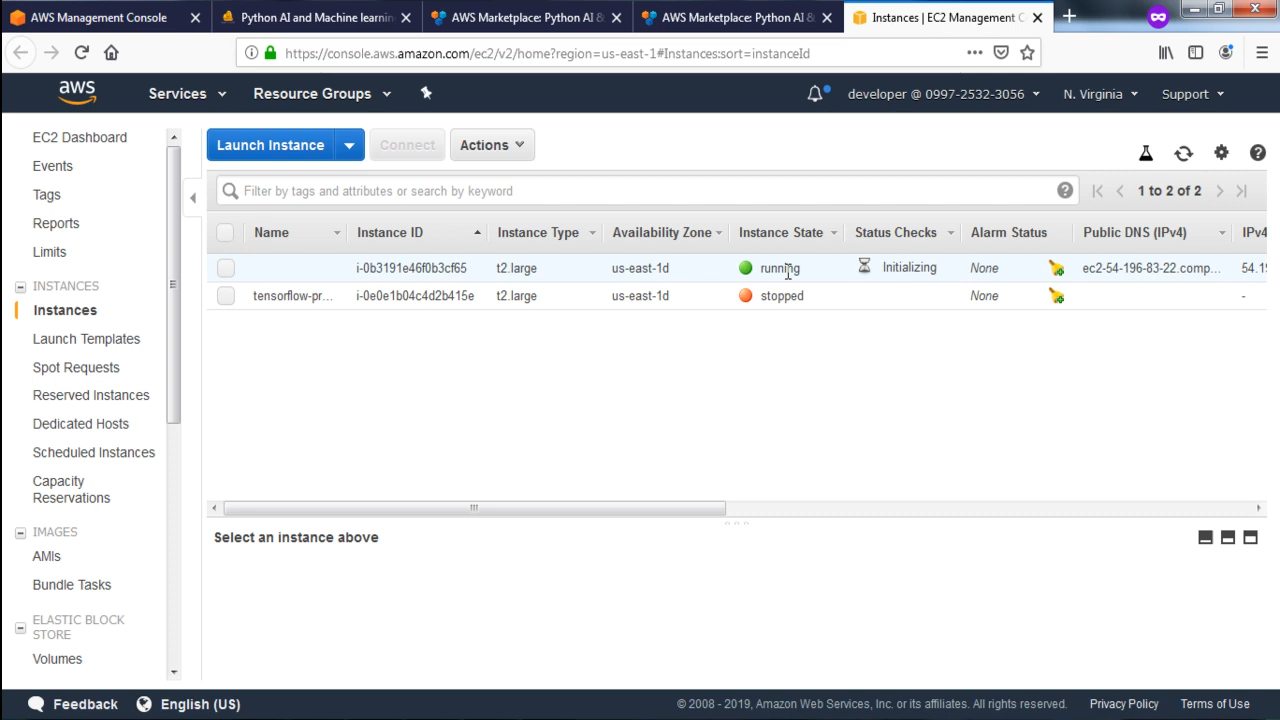 AWS Management Console
Python AI and Machine learnin
AWS Marketplace: Python AI &
AWS Marketplace: Python AI &
Instances | EC2 Management C
https://console.aws.amazon.com/ec2/v2/home?region=us-east-1#Instances:sort=instanceId
aws
Services
Resource Groups
developer @ 0997-2532-3056
N. Virginia
Support
EC2 Dashboard
Events
Tags
Reports
Limits
INSTANCES
Instances
Launch Templates
Spot Requests
Reserved Instances
Dedicated Hosts
Scheduled Instances
Capacity
Reservations
IMAGES
AMIs
Bundle Tasks
ELASTIC BLOCK
STORE
Volumes
Launch Instance
Connect
Actions
Filter by tags and attributes or search by keyword
1 to 2 of 2
Name Instance ID Instance Type Availability Zone Instance State Status Checks Alarm Status Public DNS (IPv4) IPv4
i-0b3191e46f0b3cf65 t2.large us-east-1d running Initializing None ec2-54-196-83-22.comp... 54.19
tensorflow-pr... i-0e0e1b04c4d2b415e t2.large us-east-1d stopped None -
Select an instance above
Feedback
English (US)
© 2008 - 2019, Amazon Web Services, Inc. or its affiliates. All rights reserved.
Privacy Policy
Terms of Use